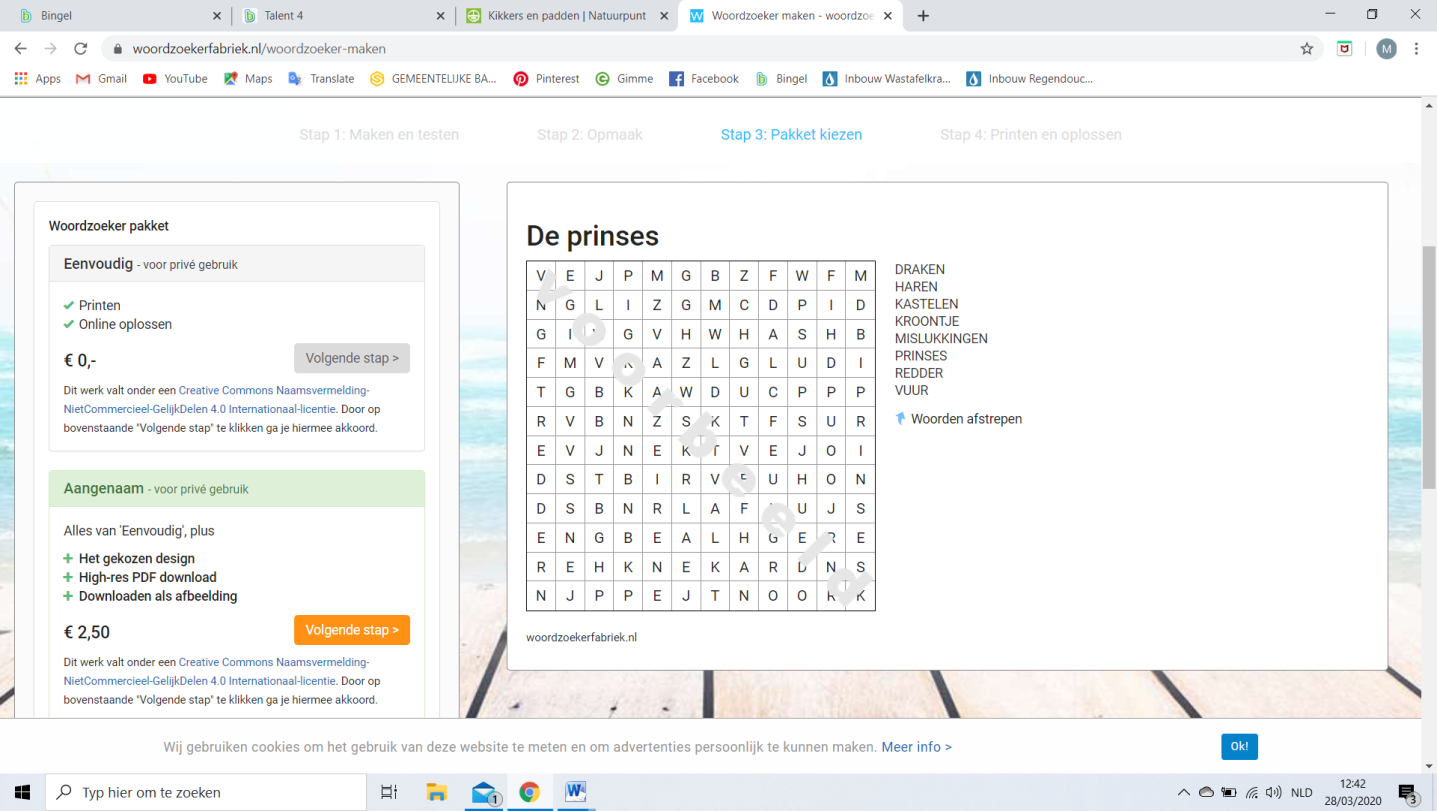 Bingel
Talent 4
Kikkers en padden | Natuurpunt
Woordzoeker maken - woordzoe
woordzoekerfabriek.nl/woordzoeker-maken
M
Apps
Gmail
YouTube
Maps
Translate
GEMEENTELIJKE BA...
Pinterest
Gimme
Facebook
Bingel
Inbouw Wastafelkra...
Inbouw Regendouc...
Stap 1: Maken en testen
Stap 2: Opmaak
Stap 3: Pakket kiezen
Stap 4: Printen en oplossen
Woordzoeker pakket
Eenvoudig - voor privé gebruik
Printen
Online oplossen
€ 0,-
Volgende stap >
Dit werk valt onder een Creative Commons Naamsvermelding-
NietCommercieel-GelijkDelen 4.0 Internationaal-licentie. Door op
bovenstaande "Volgende stap" te klikken ga je hiermee akkoord.
Aangenaam - voor privé gebruik
Alles van 'Eenvoudig', plus
Het gekozen design
High-res PDF download
Downloaden als afbeelding
€ 2,50
Volgende stap >
Dit werk valt onder een Creative Commons Naamsvermelding-
NietCommercieel-GelijkDelen 4.0 Internationaal-licentie. Door op
bovenstaande "Volgende stap" te klikken ga je hiermee akkoord.
De prinses
V E J P M G B Z F W F M
N G L I Z G M C D P I D
G I G V H W H A S H B
F M V A Z L G L U D I
T G B K A W D U C P P P
R V B N Z S K T F S U R
E V J N E K T V E J O I
D S T B I R V F U H O N
D S B N R L A F U J S
E N G B E A L H G E R E
R E H K N E K A R D N S
N J P P E J T N O O R K
Voorbeeld
woordzoekerfabriek.nl
DRAKEN
HAREN
KASTELEN
KROONTJE
MISLUKKINGEN
PRINSES
REDDER
VUUR
Woorden afstrepen
Wij gebruiken cookies om het gebruik van deze website te meten en om advertenties persoonlijk te kunnen maken. Meer info >
Ok!
Typ hier om te zoeken
1
NLD
12:42
28/03/2020
3